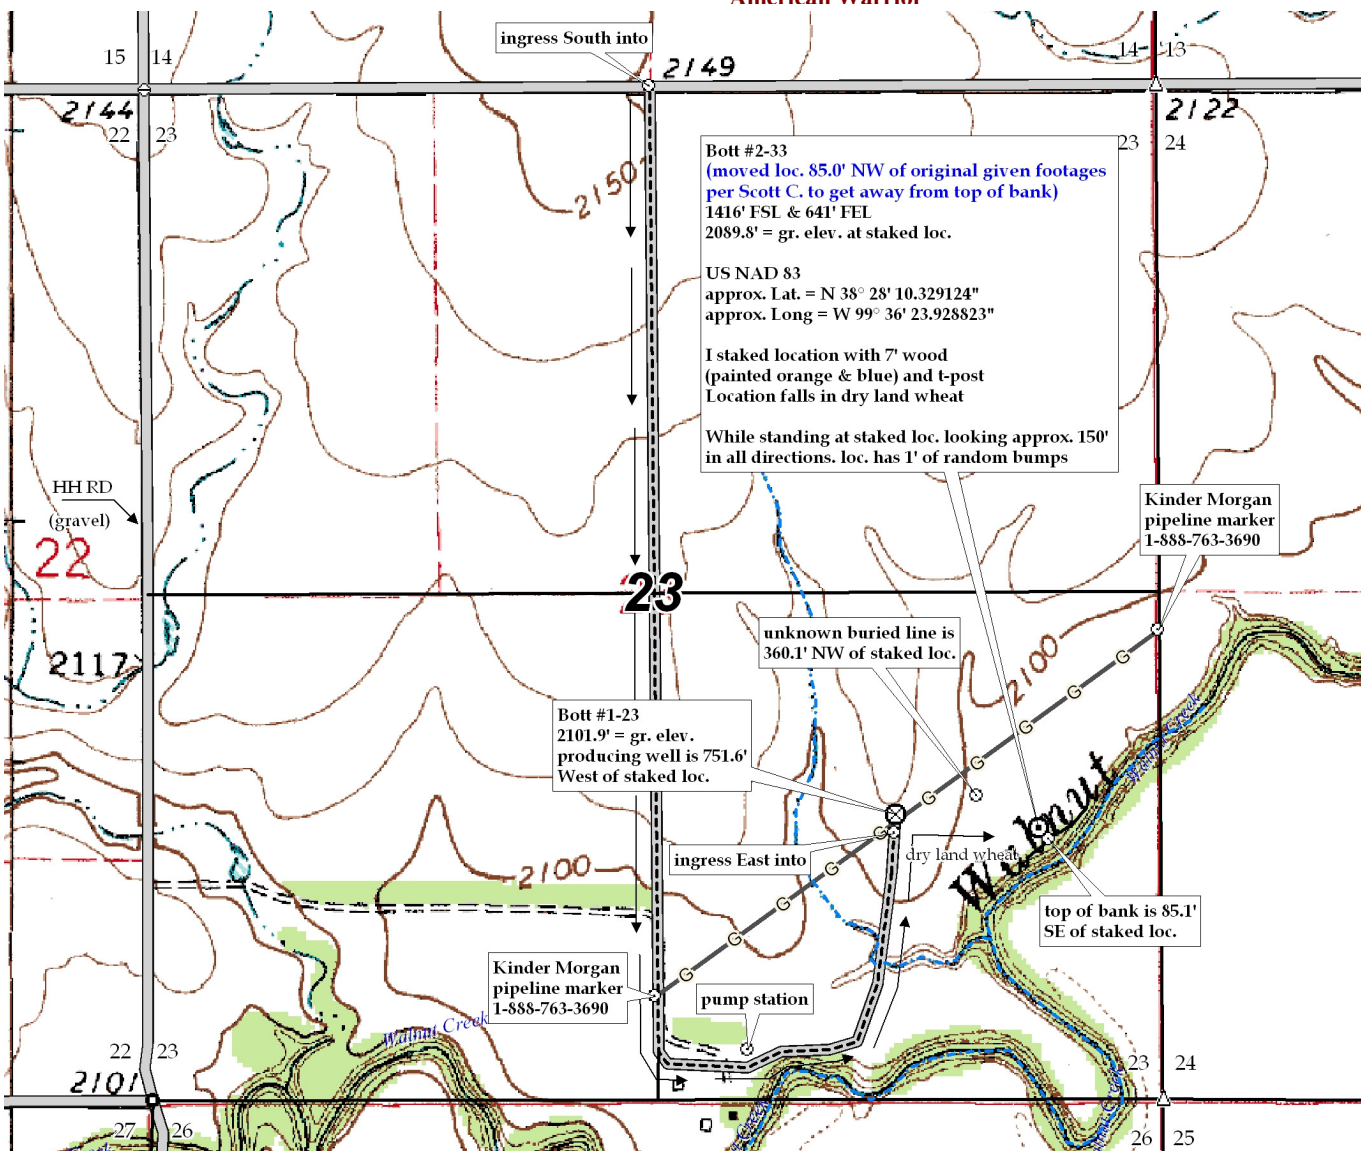 American Warrior
ingress South into
15
14
14
13
2149
2144
2122
22
23
23
24
2150
Bott #2-33
(moved loc. 85.0' NW of original given footages
per Scott C. to get away from top of bank)
1416' FSL & 641' FEL
2089.8' = gr. elev. at staked loc.
US NAD 83
approx. Lat. = N 38° 28' 10.329124"
approx. Long = W 99° 36' 23.928823"
I staked location with 7' wood
(painted orange & blue) and t-post
Location falls in dry land wheat
While standing at staked loc. looking approx. 150'
in all directions. loc. has 1' of random bumps
HH RD
(gravel)
22
Kinder Morgan
pipeline marker
1-888-763-3690
23
unknown buried line is
360.1' NW of staked loc.
2117
2100
Bott #1-23
2101.9' = gr. elev.
producing well is 751.6'
West of staked loc.
G
G
G
G
G
G
G
G
G
G
G
Walnut Creek
Walnut
ingress East into
dry land wheat
2100
top of bank is 85.1'
SE of staked loc.
Kinder Morgan
pipeline marker
1-888-763-3690
pump station
Walnut Creek
22
23
23
24
2101
27
26
26
25
Creek
Creek